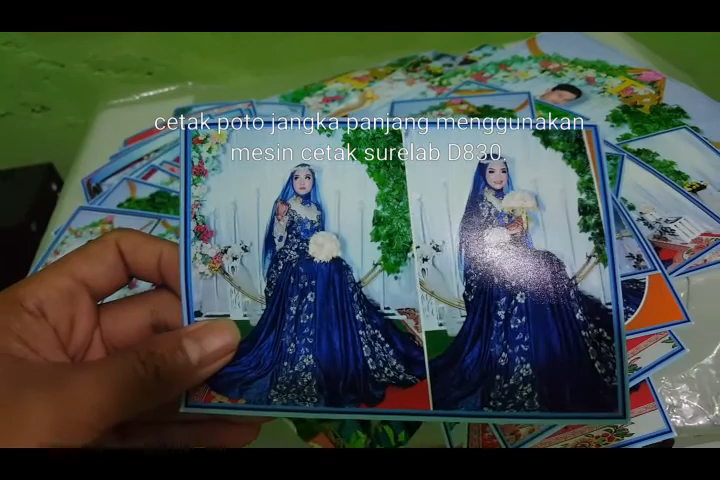 cetak poto jangka panjang menggunakan
mesin cetak surelab D830.